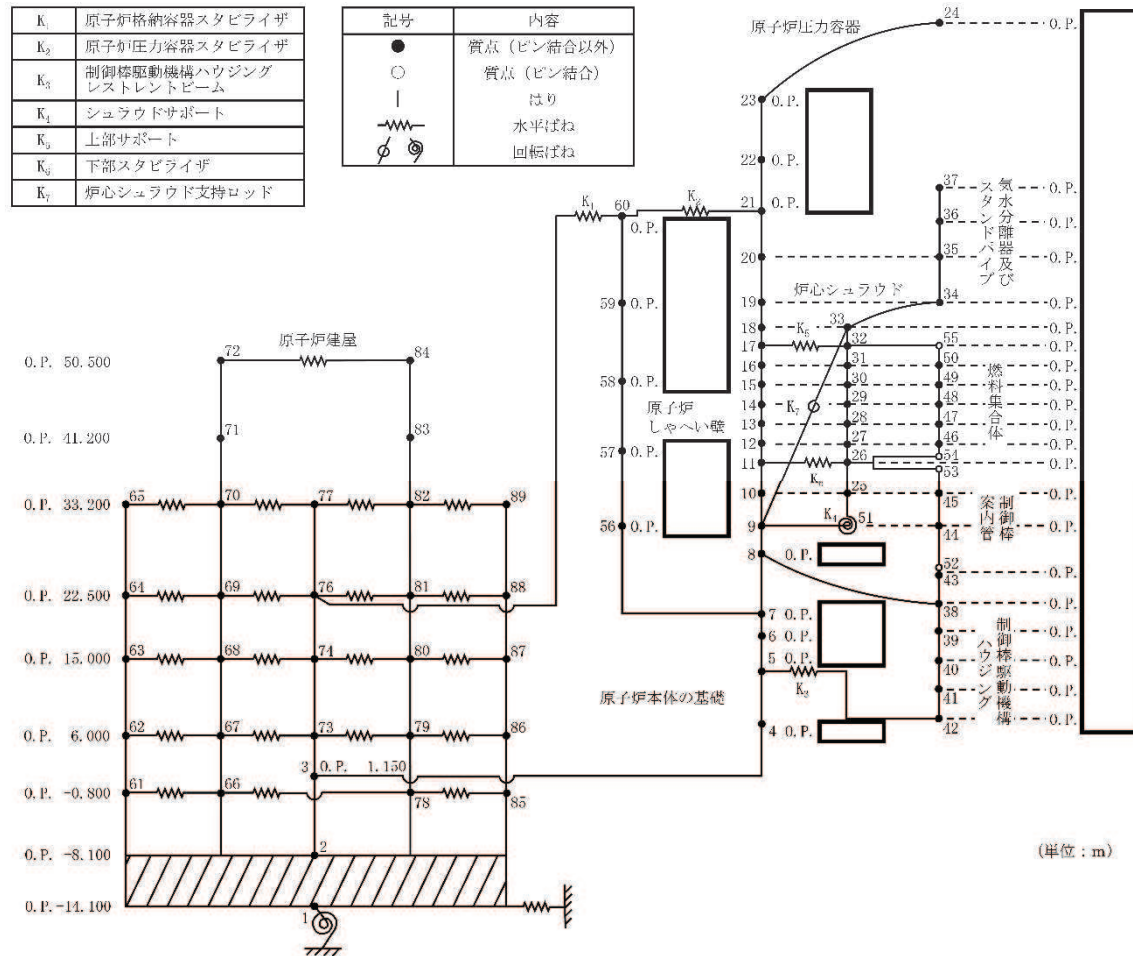 K₁ 原子炉格納容器スタビライザ
K₂ 原子炉圧力容器スタビライザ
K₃ 制御棒駆動機構ハウジング
レストレントビーム
K₄ シュラウドサポート
K₅ 上部サポート
K₆ 下部スタビライザ
K₇ 炉心シュラウド支持ロッド
記号 内容
質点（ピン結合以外）
質点（ピン結合）
はり
水平ばね
回転ばね
原子炉圧力容器
24 O.P.
23 O.P.
22
21 O.P.
20
19
18
17
16
15
14
13
12
11
10
9
8 O.P.
7 O.P.
6 O.P.
5 O.P.
4 O.P.
K₁
60
O.P.
K₂
59
58 O.P.
57 O.P.
56 O.P.
原子炉
しゃへい壁
原子炉本体の基礎
炉心シュラウド
33
K₅
32
31
30
29
28
27
26
25
K₇
K₄
51
K₃
気水分離器及び
スタンドパイプ
37 O.P.
36 O.P.
35 O.P.
34 O.P.
O.P.
55 O.P.
50 O.P.
49 O.P.
48 O.P.
47 O.P.
46 O.P.
54
53 O.P.
燃料集合体
45 O.P.
44 O.P.
制御棒
案内管
52
43 O.P.
38 O.P.
39 O.P.
40 O.P.
41 O.P.
42 O.P.
制御棒駆動機構
ハウジング
原子炉建屋
O.P. 50.500 72 84
O.P. 41.200 71 83
O.P. 33.200 65 70 77 82 89
O.P. 22.500 64 69 76 81 88
O.P. 15.000 63 68 74 80 87
O.P. 6.000 62 67 73 79 86
3 O.P. 1.150
O.P. -0.800 61 66 78 85
O.P. -8.100 2
O.P.-14.100 1
(単位：m)